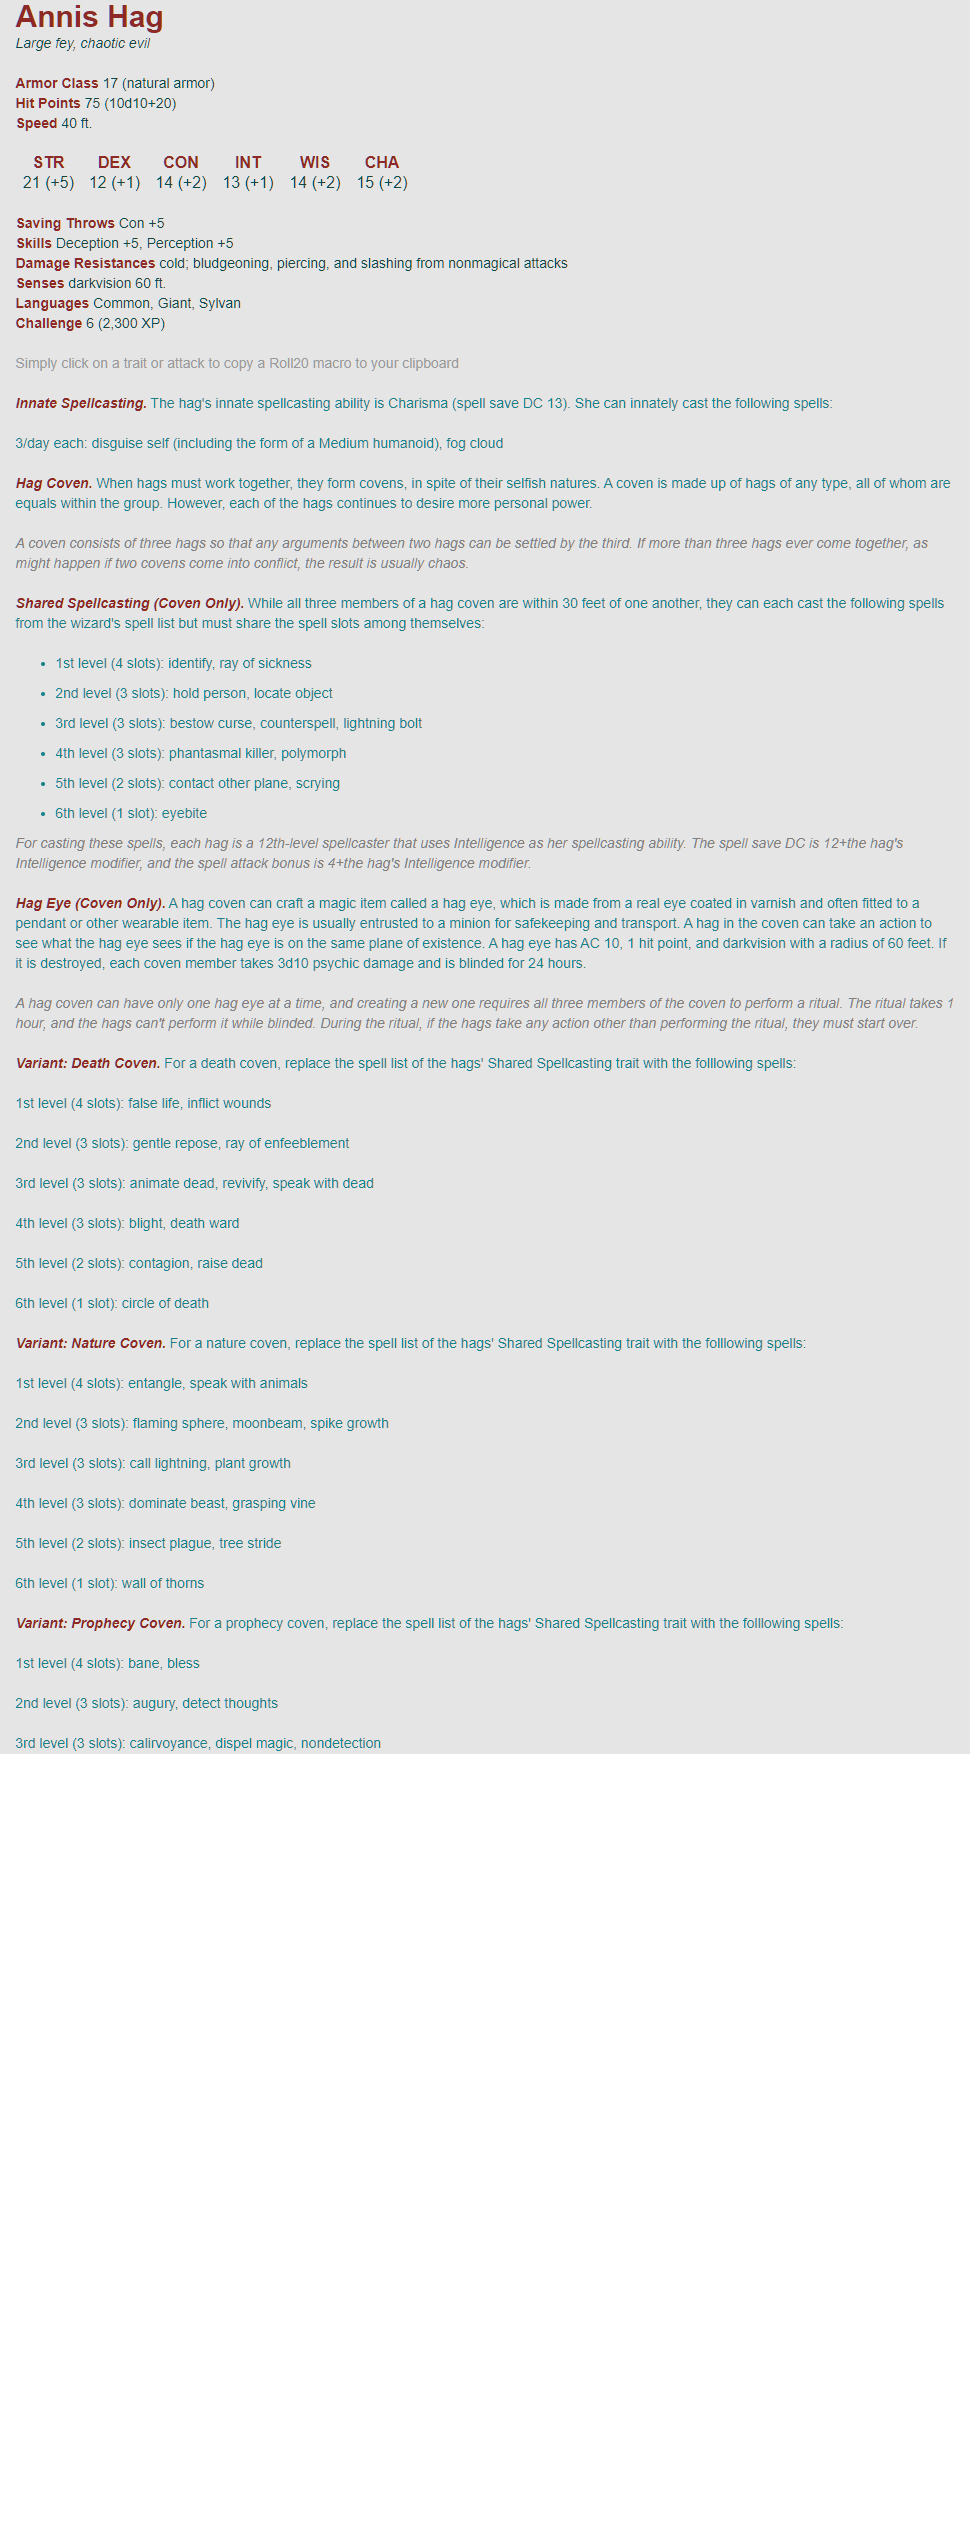 Annis Hag
Large fey, chaotic evil
Armor Class 17 (natural armor)
Hit Points 75 (10d10+20)
Speed 40 ft.
STR DEX CON INT WIS CHA
21 (+5) 12 (+1) 14 (+2) 13 (+1) 14 (+2) 15 (+2)
Saving Throws Con +5
Skills Deception +5, Perception +5
Damage Resistances cold; bludgeoning, piercing, and slashing from nonmagical attacks
Senses darkvision 60 ft.
Languages Common, Giant, Sylvan
Challenge 6 (2,300 XP)
Simply click on a trait or attack to copy a Roll20 macro to your clipboard
Innate Spellcasting. The hag's innate spellcasting ability is Charisma (spell save DC 13). She can innately cast the following spells:
3/day each: disguise self (including the form of a Medium humanoid), fog cloud
Hag Coven. When hags must work together, they form covens, in spite of their selfish natures. A coven is made up of hags of any type, all of whom are
equals within the group. However, each of the hags continues to desire more personal power.
A coven consists of three hags so that any arguments between two hags can be settled by the third. If more than three hags ever come together, as
might happen if two covens come into conflict, the result is usually chaos.
Shared Spellcasting (Coven Only). While all three members of a hag coven are within 30 feet of one another, they can each cast the following spells
from the wizard's spell list but must share the spell slots among themselves:
• 1st level (4 slots): identify, ray of sickness
• 2nd level (3 slots): hold person, locate object
• 3rd level (3 slots): bestow curse, counterspell, lightning bolt
• 4th level (3 slots): phantasmal killer, polymorph
• 5th level (2 slots): contact other plane, scrying
• 6th level (1 slot): eyebite
For casting these spells, each hag is a 12th-level spellcaster that uses Intelligence as her spellcasting ability. The spell save DC is 12+the hag's
Intelligence modifier, and the spell attack bonus is 4+the hag's Intelligence modifier.
Hag Eye (Coven Only). A hag coven can craft a magic item called a hag eye, which is made from a real eye coated in varnish and often fitted to a
pendant or other wearable item. The hag eye is usually entrusted to a minion for safekeeping and transport. A hag in the coven can take an action to
see what the hag eye sees if the hag eye is on the same plane of existence. A hag eye has AC 10, 1 hit point, and darkvision with a radius of 60 feet. If
it is destroyed, each coven member takes 3d10 psychic damage and is blinded for 24 hours.
A hag coven can have only one hag eye at a time, and creating a new one requires all three members of the coven to perform a ritual. The ritual takes 1
hour, and the hags can't perform it while blinded. During the ritual, if the hags take any action other than performing the ritual, they must start over.
Variant: Death Coven. For a death coven, replace the spell list of the hags' Shared Spellcasting trait with the folllowing spells:
1st level (4 slots): false life, inflict wounds
2nd level (3 slots): gentle repose, ray of enfeeblement
3rd level (3 slots): animate dead, revivify, speak with dead
4th level (3 slots): blight, death ward
5th level (2 slots): contagion, raise dead
6th level (1 slot): circle of death
Variant: Nature Coven. For a nature coven, replace the spell list of the hags' Shared Spellcasting trait with the folllowing spells:
1st level (4 slots): entangle, speak with animals
2nd level (3 slots): flaming sphere, moonbeam, spike growth
3rd level (3 slots): call lightning, plant growth
4th level (3 slots): dominate beast, grasping vine
5th level (2 slots): insect plague, tree stride
6th level (1 slot): wall of thorns
Variant: Prophecy Coven. For a prophecy coven, replace the spell list of the hags' Shared Spellcasting trait with the folllowing spells:
1st level (4 slots): bane, bless
2nd level (3 slots): augury, detect thoughts
3rd level (3 slots): calirvoyance, dispel magic, nondetection